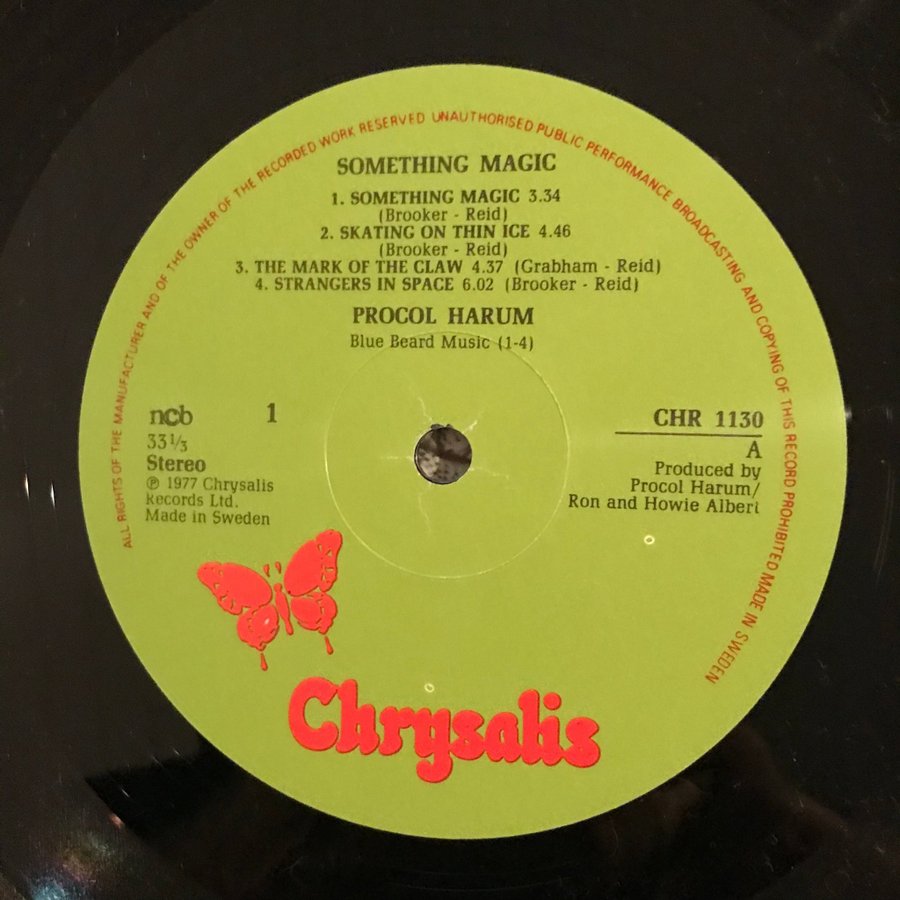 ALL RIGHTS OF THE MANUFACTURER AND OF THE OWNER OF THE RECORDED WORK RESERVED UNAUTHORISED PUBLIC PERFORMANCE BROADCASTING AND COPYING OF THIS RECORD PROHIBITED MADE IN SWEDEN
SOMETHING MAGIC
1. SOMETHING MAGIC 3.34
(Brooker - Reid)
2. SKATING ON THIN ICE 4.46
(Brooker - Reid)
3. THE MARK OF THE CLAW 4.37 (Grabham - Reid)
4. STRANGERS IN SPACE 6.02 (Brooker - Reid)
PROCOL HARUM
Blue Beard Music (1-4)
ncb 1
33 1/3
Stereo
℗ 1977 Chrysalis
Records Ltd.
Made in Sweden
CHR 1130
A
Produced by
Procol Harum/
Ron and Howie Albert
Chrysalis